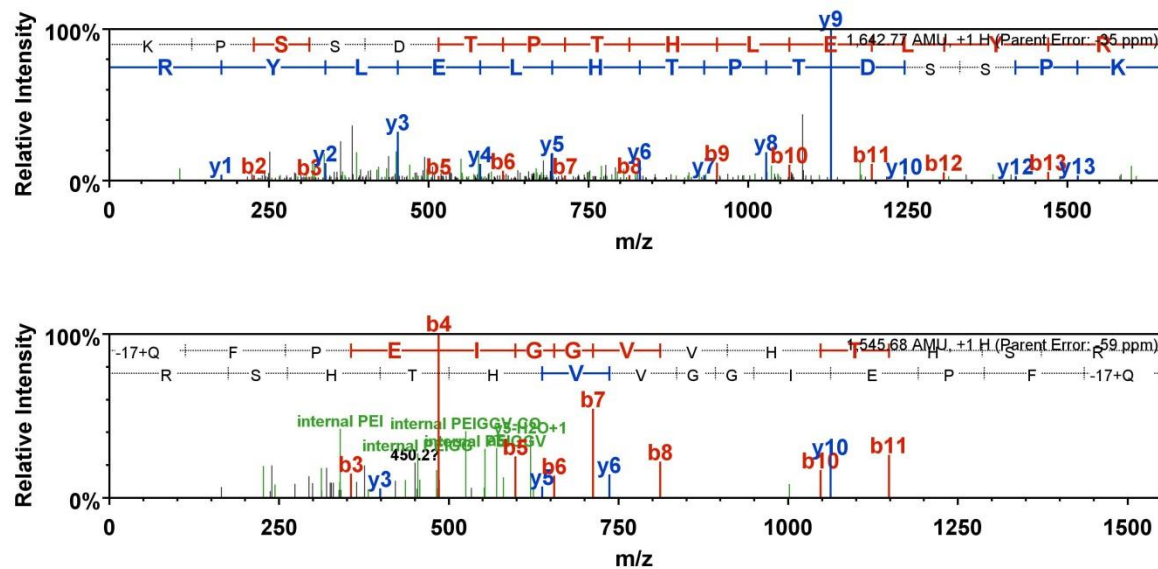 y9
100%
K P S S D T P T H L E L Y R
1,642.77 AMU, +1 H (Parent Error: -35 ppm)
R Y L E L H T P T D S S P K
Relative Intensity
y1 b2 b3 y2 y3 b5 y4 b6 y5 b7 b8 y6 y7 b9 y8 b10 b11 y10 b12 y12 b13 y13
0%
0 250 500 750 1000 1250 1500
m/z
b4
100%
-17+Q F P E I G G V V H T H S R
1,545.68 AMU, +1 H (Parent Error: -59 ppm)
R S H T H V V G G I E P F -17+Q
Relative Intensity
b7
internal PEI internal PEIGGV-CO
y5-H2O+1
internal PEIGG internal PEIGGV
450.2?
b3 y3 b5 b6 y5 y6 b8 b10 y10 b11
0%
0 250 500 750 1000 1250 1500
m/z